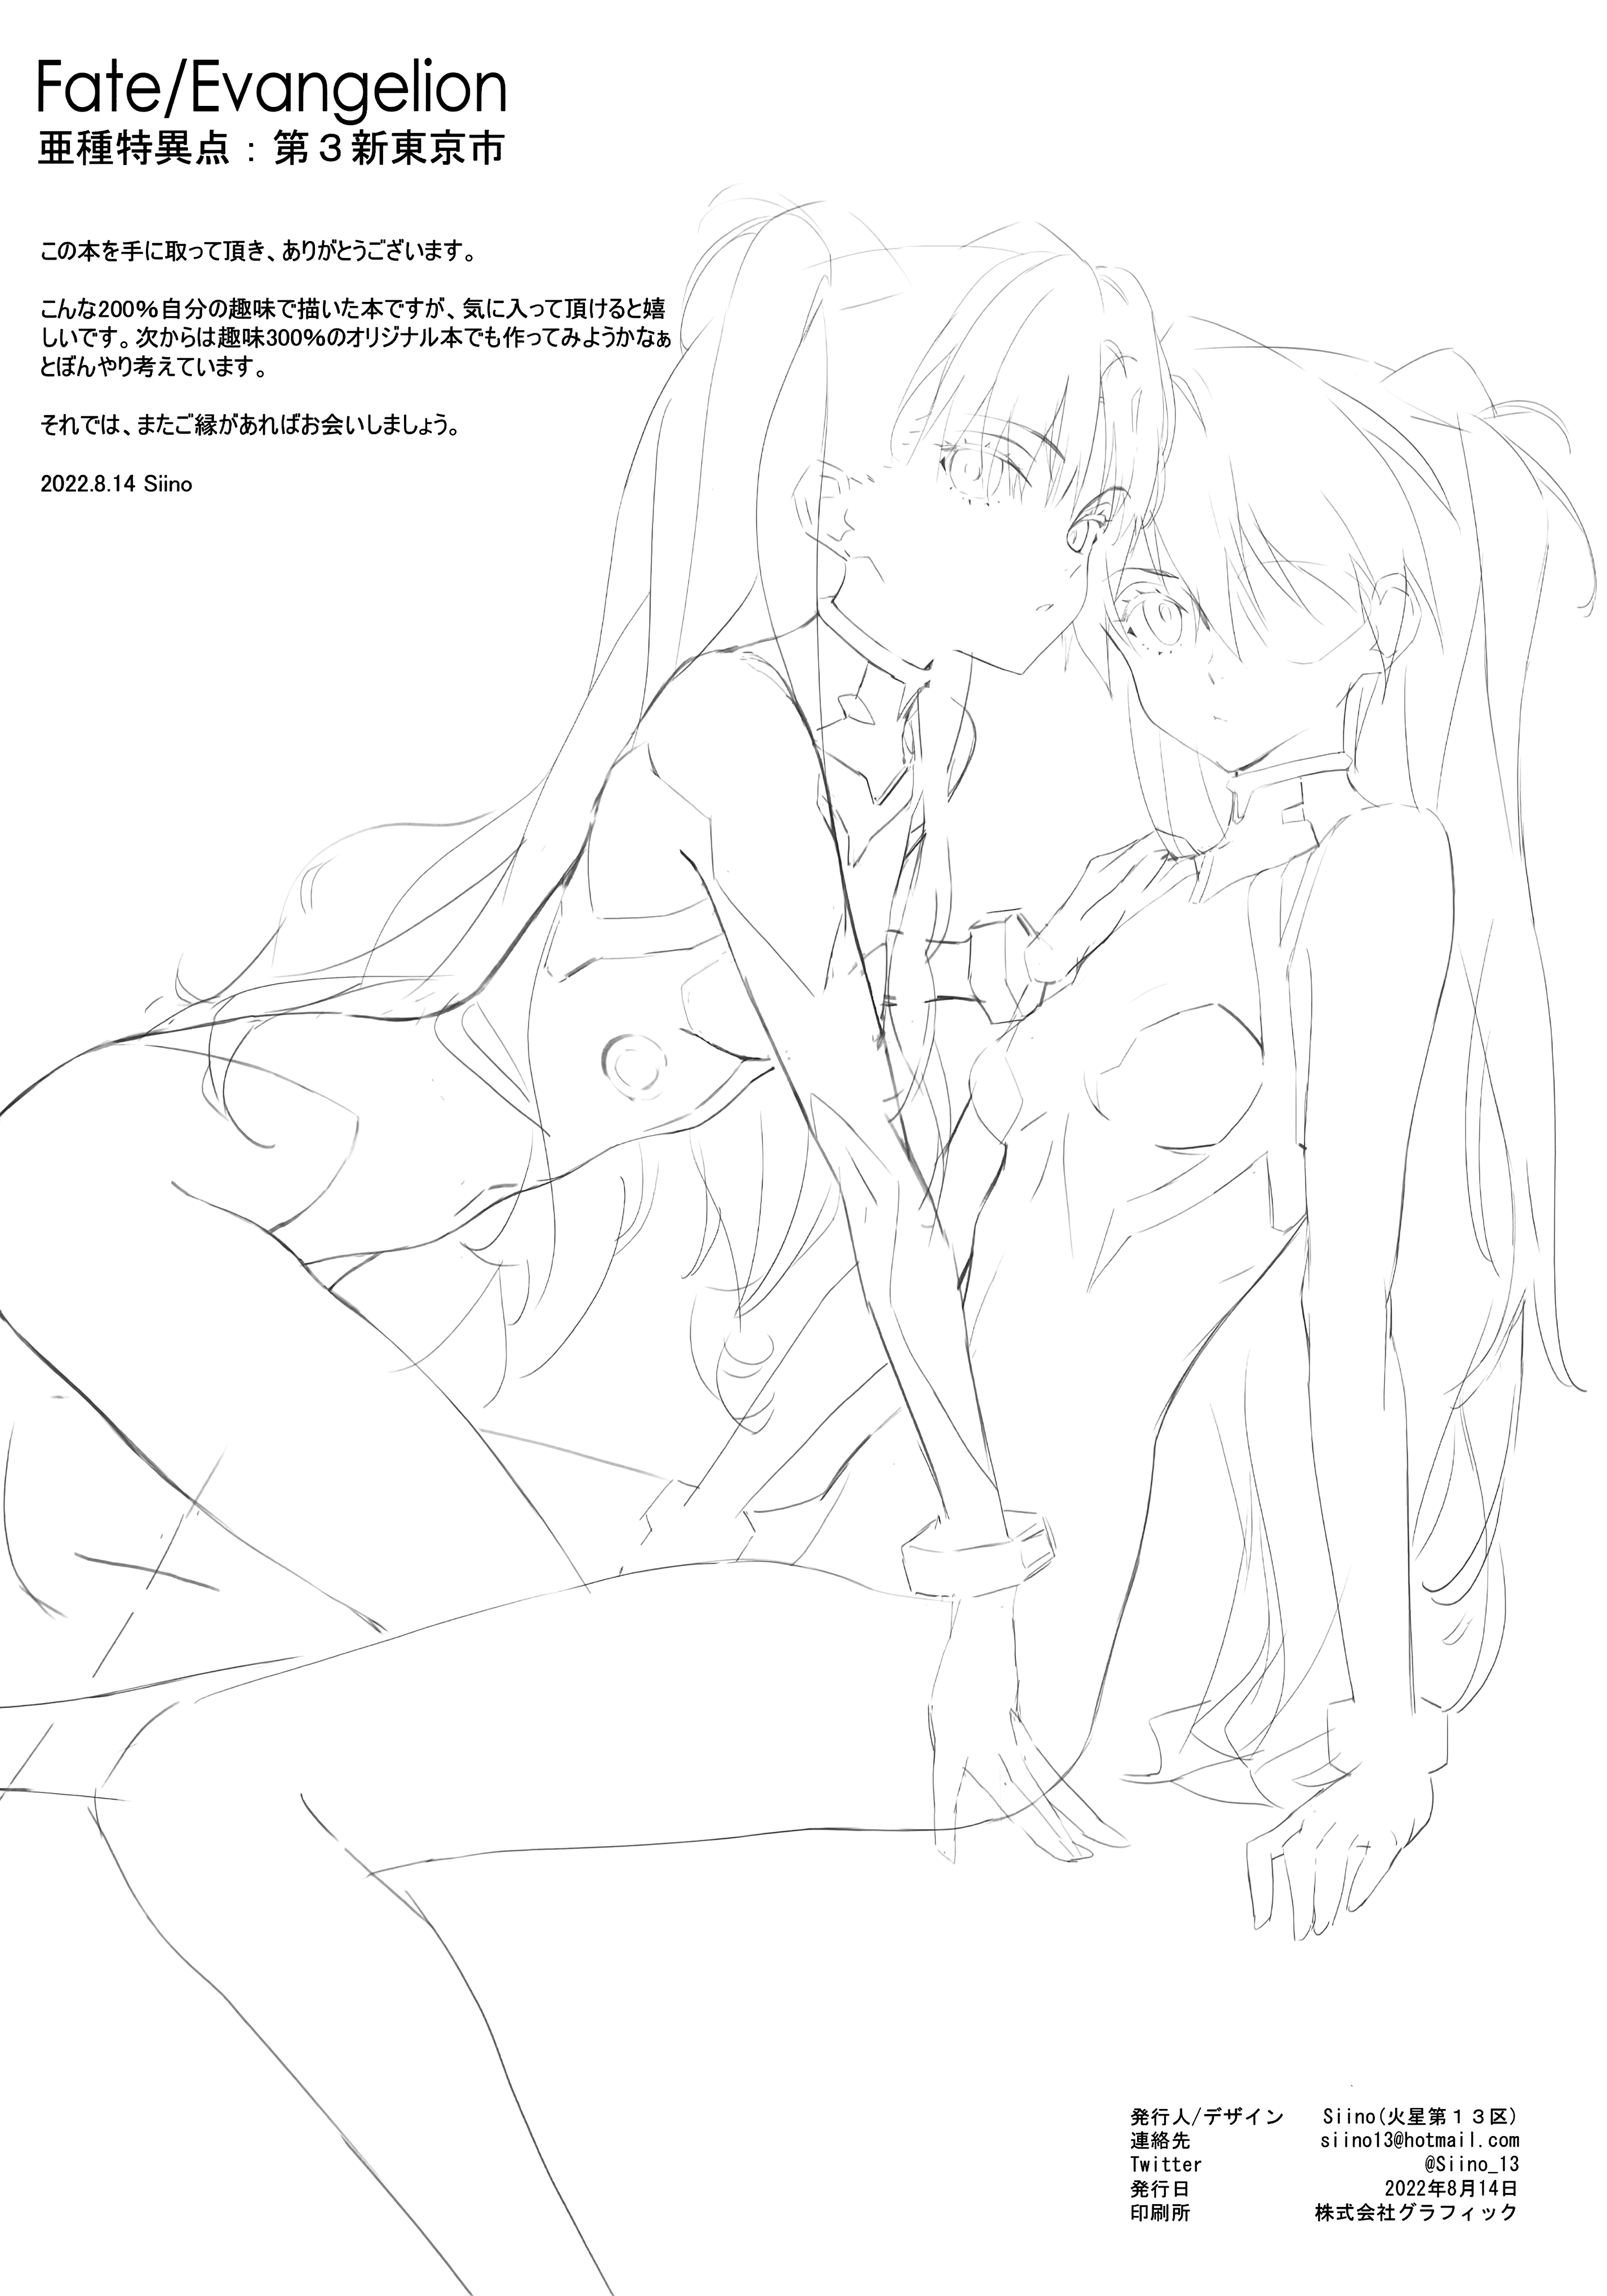 Fate/Evangelion
亜種特異点：第３新東京市
この本を手に取って頂き、ありがとうございます。
こんな200%自分の趣味で描いた本ですが、気に入って頂けると嬉
しいです。次からは趣味300%のオリジナル本でも作ってみようかなぁ
とぼんやり考えています。
それでは、またご縁があればお会いしましょう。
2022.8.14 Siino
発行人/デザイン Siino(火星第１３区)
連絡先 siino13@hotmail.com
Twitter @Siino_13
発行日 2022年8月14日
印刷所 株式会社グラフィック